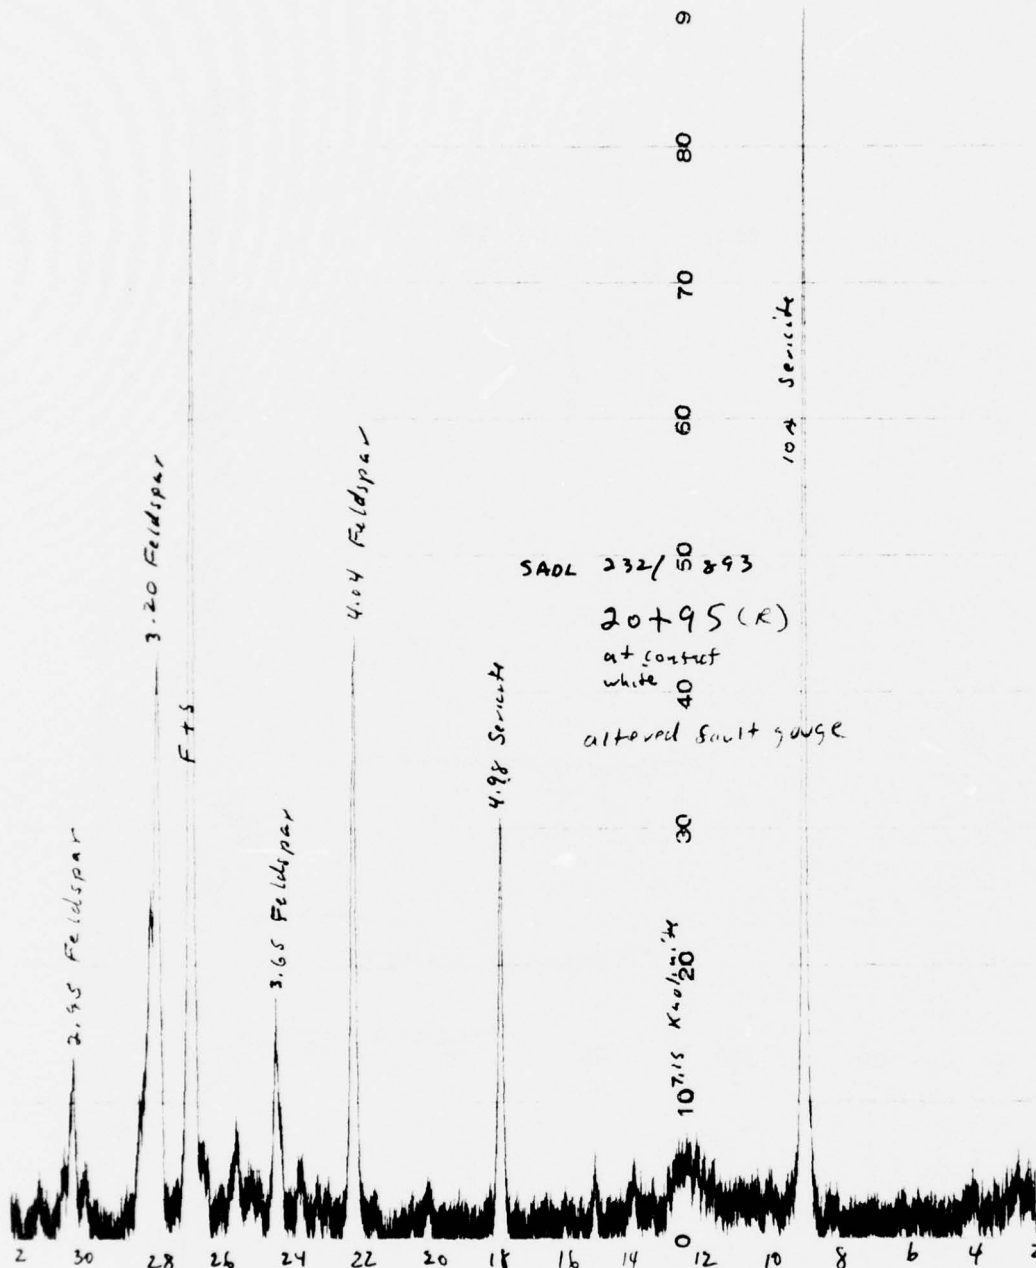 9
80
70
60
50
40
30
20
10
0
10Å Sericite
3.20 Feldspar
4.04 Feldspar
SADL 232/5893
20+95 (R)
at contact
white
altered fault gouge
4.98 Sericite
F+S
2.95 Feldspar
3.65 Feldspar
7.15 Kaolinite
2 30 28 26 24 22 20 18 16 14 12 10 8 6 4 2